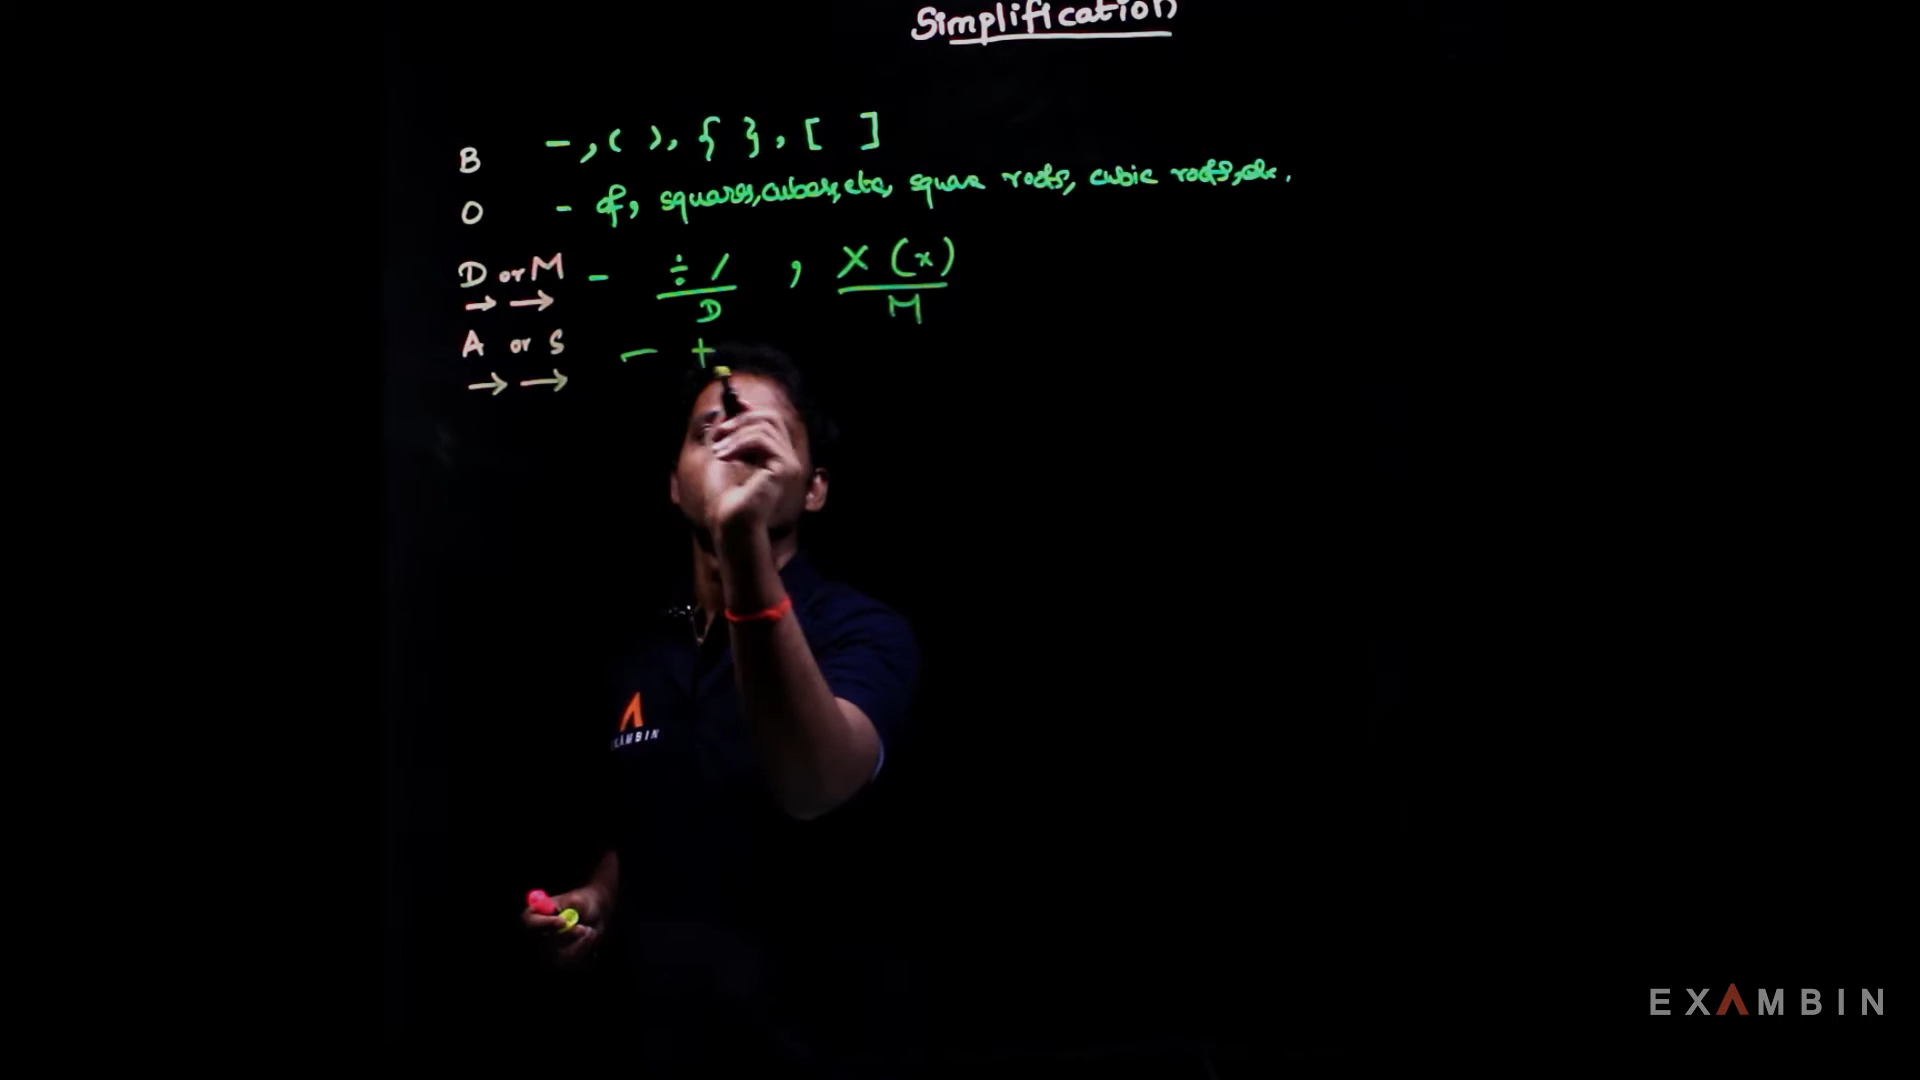 Simplification
B -, ( ), { }, [ ]
O - of, squares, cubes, etc, square roots, cubic roots, etc.
D or M - ÷ / , X (x)
→ → D M
A or S - +
→ →
EXAMBIN
EXAMBIN